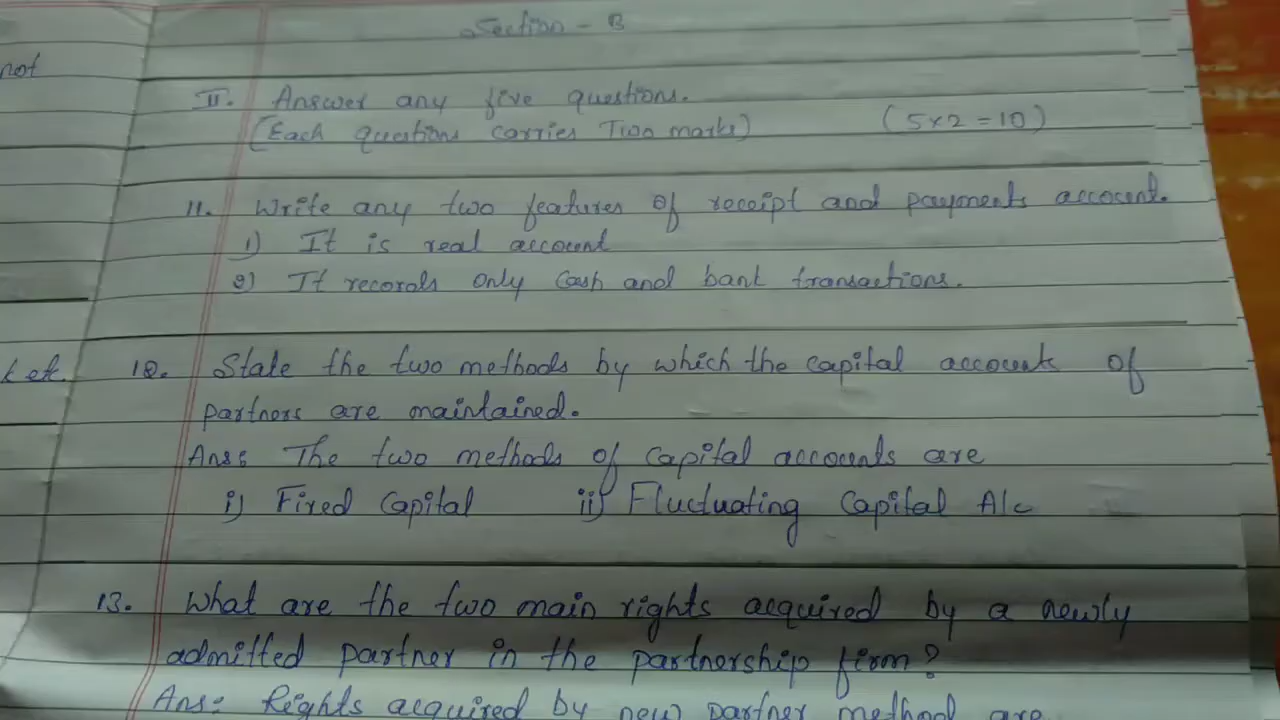 Section - B
not
II. Answer any five questions.
(Each questions carries Two marks) (5x2=10)
11. Write any two features of receipt and payments account.
1) It is real account
2) It records only Cash and bank transactions.
12. State the two methods by which the capital accounts of
partners are maintained.
Ans: The two methods of capital accounts are
i) Fixed Capital ii) Fluctuating Capital A/c
13. What are the two main rights acquired by a newly
admitted partner in the partnership firm?
Ans: Rights acquired by new partner method are